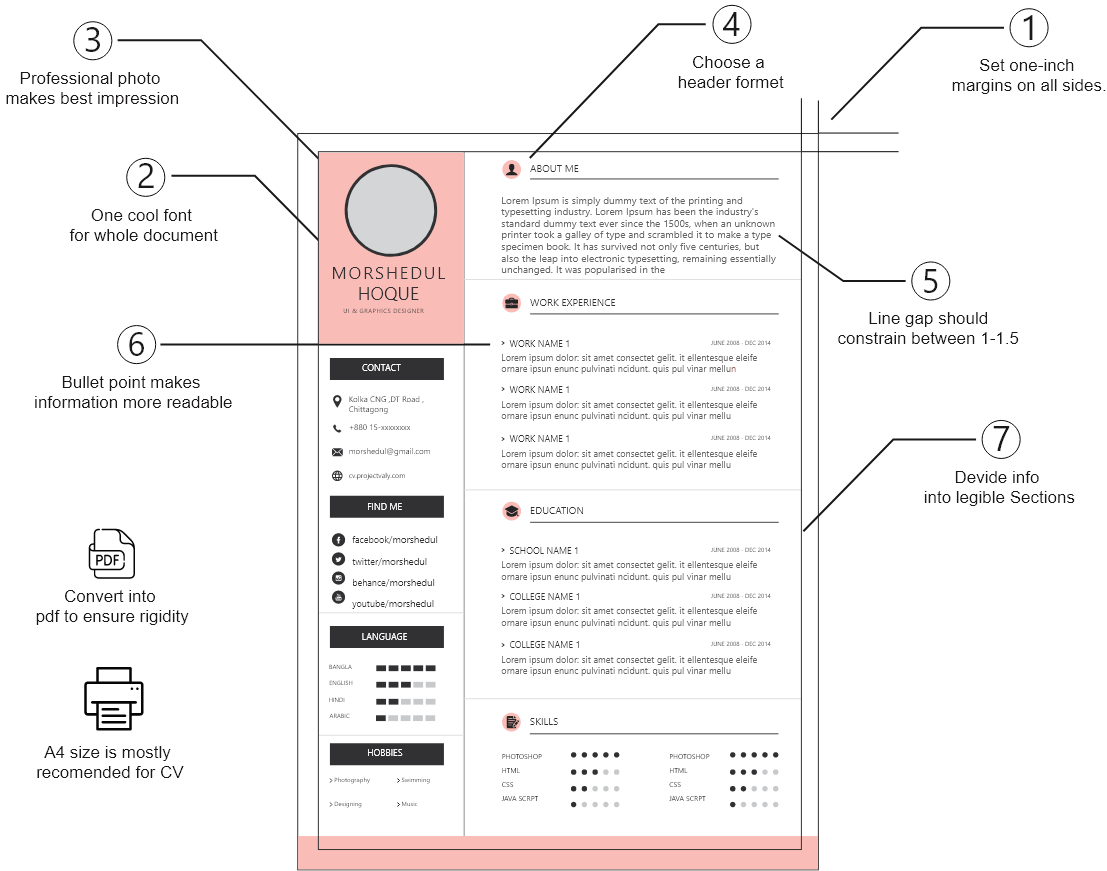 3
Professional photo
makes best impression
4
Choose a
header formet
1
Set one-inch
margins on all sides.
2
One cool font
for whole document
MORSHEDUL
HOQUE
UI & GRAPHICS DESIGNER
6
Bullet point makes
information more readable
CONTACT
Kolka CNG ,DT Road ,
Chittagong
+880 15-xxxxxxxx
morshedul@gmail.com
cv.projectvaly.com
FIND ME
facebook/morshedul
twitter/morshedul
behance/morshedul
youtube/morshedul
LANGUAGE
BANGLA
ENGLISH
HINDI
ARABIC
HOBBIES
Photography
Swimming
Designing
Music
ABOUT ME
Lorem Ipsum is simply dummy text of the printing and
typesetting industry. Lorem Ipsum has been the industry's
standard dummy text ever since the 1500s, when an unknown
printer took a galley of type and scrambled it to make a type
specimen book. It has survived not only five centuries, but
also the leap into electronic typesetting, remaining essentially
unchanged. It was popularised in the
5
Line gap should
constrain between 1-1.5
WORK EXPERIENCE
WORK NAME 1 JUNE 2008 - DEC 2014
Lorem ipsum dolor: sit amet consectet gelit. it ellentesque eleife
ornare ipsun enunc pulvinati ncidunt. quis pul vinar mellun
WORK NAME 1 JUNE 2008 - DEC 2014
Lorem ipsum dolor: sit amet consectet gelit. it ellentesque eleife
ornare ipsun enunc pulvinati ncidunt. quis pul vinar mellu
WORK NAME 1 JUNE 2008 - DEC 2014
Lorem ipsum dolor: sit amet consectet gelit. it ellentesque eleife
ornare ipsun enunc pulvinati ncidunt. quis pul vinar mellu
7
Devide info
into legible Sections
EDUCATION
SCHOOL NAME 1 JUNE 2008 - DEC 2014
Lorem ipsum dolor: sit amet consectet gelit. it ellentesque eleife
ornare ipsun enunc pulvinati ncidunt. quis pul vinar mellu
COLLEGE NAME 1 JUNE 2008 - DEC 2014
Lorem ipsum dolor: sit amet consectet gelit. it ellentesque eleife
ornare ipsun enunc pulvinati ncidunt. quis pul vinar mellu
COLLEGE NAME 1 JUNE 2008 - DEC 2014
Lorem ipsum dolor: sit amet consectet gelit. it ellentesque eleife
ornare ipsun enunc pulvinati ncidunt. quis pul vinar mellu
SKILLS
PHOTOSHOP
HTML
CSS
JAVA SCRPT
PHOTOSHOP
HTML
CSS
JAVA SCRPT
PDF
Convert into
pdf to ensure rigidity
A4 size is mostly
recomended for CV